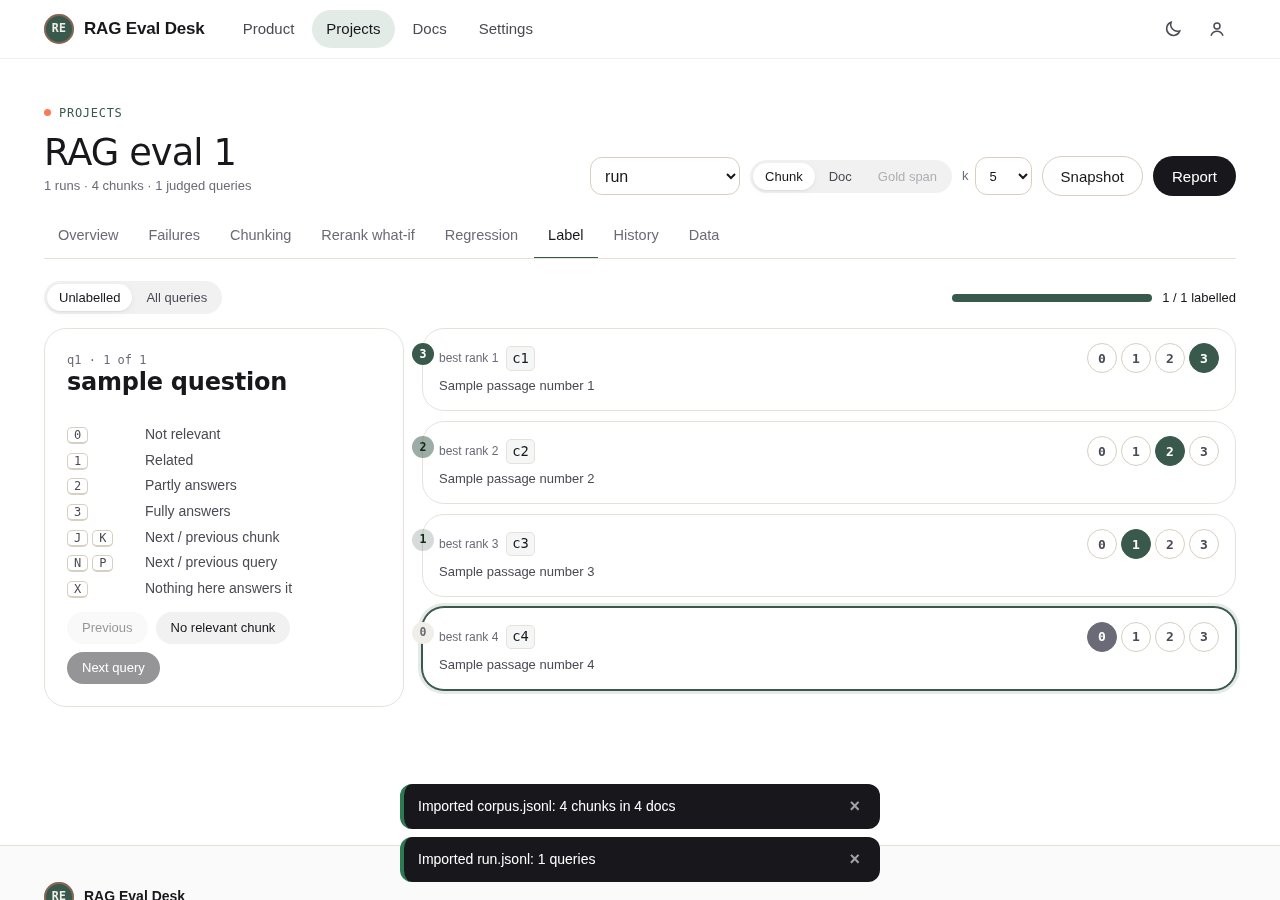 RE RAG Eval Desk Product Projects Docs Settings
PROJECTS
RAG eval 1
1 runs · 4 chunks · 1 judged queries
run Chunk Doc Gold span k 5 Snapshot Report
Overview Failures Chunking Rerank what-if Regression Label History Data
Unlabelled All queries 1 / 1 labelled
q1 · 1 of 1
sample question
0 Not relevant
1 Related
2 Partly answers
3 Fully answers
J K Next / previous chunk
N P Next / previous query
X Nothing here answers it
Previous No relevant chunk
Next query
3 best rank 1 c1 0 1 2 3
Sample passage number 1
2 best rank 2 c2 0 1 2 3
Sample passage number 2
1 best rank 3 c3 0 1 2 3
Sample passage number 3
0 best rank 4 c4 0 1 2 3
Sample passage number 4
Imported corpus.jsonl: 4 chunks in 4 docs ×
Imported run.jsonl: 1 queries ×
RE RAG Eval Desk